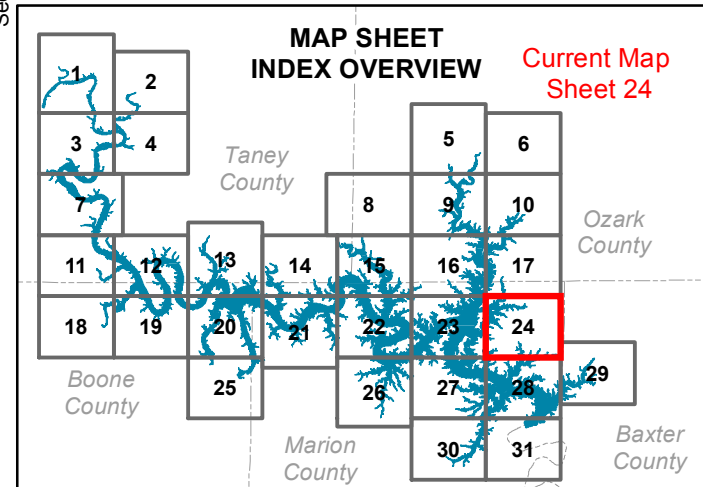 Se
MAP SHEET
INDEX OVERVIEW
Current Map
Sheet 24
1
2
3
4
5
6
Taney
County
7
8
9
10
Ozark
County
11
12
13
14
15
16
17
18
19
20
21
22
23
24
25
26
27
28
29
Boone
County
Marion
County
30
31
Baxter
County